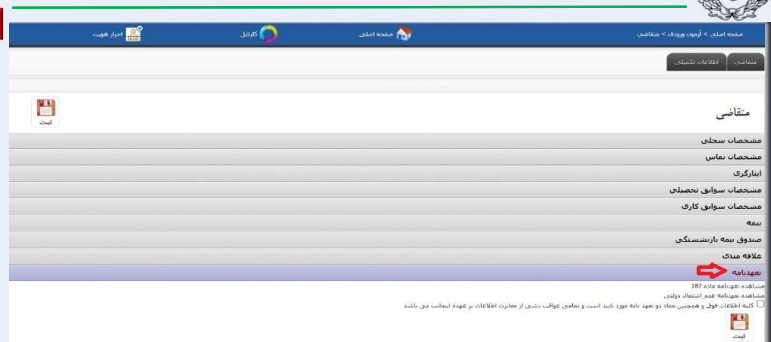 صفحه اصلی > آزمون ورودی > متقاضی
صفحه اصلی
کارتابل
احراز هویت
متقاضی
اطلاعات تکمیلی
متقاضی
ثبت
مشخصات سجلی
مشخصات تماس
ایثارگری
مشخصات سوابق تحصیلی
مشخصات سوابق کاری
بیمه
صندوق بیمه بازنشستگی
علاقه مندی
تعهدنامه
مشاهده تعهدنامه ماده 187
مشاهده تعهدنامه عدم اشتغال دولتی
کلیه اطلاعات فوق و همچنین مفاد دو تعهد نامه مورد تایید است و تمامی عواقب ناشی از مغایرت اطلاعات بر عهده اینجانب می باشد
ثبت